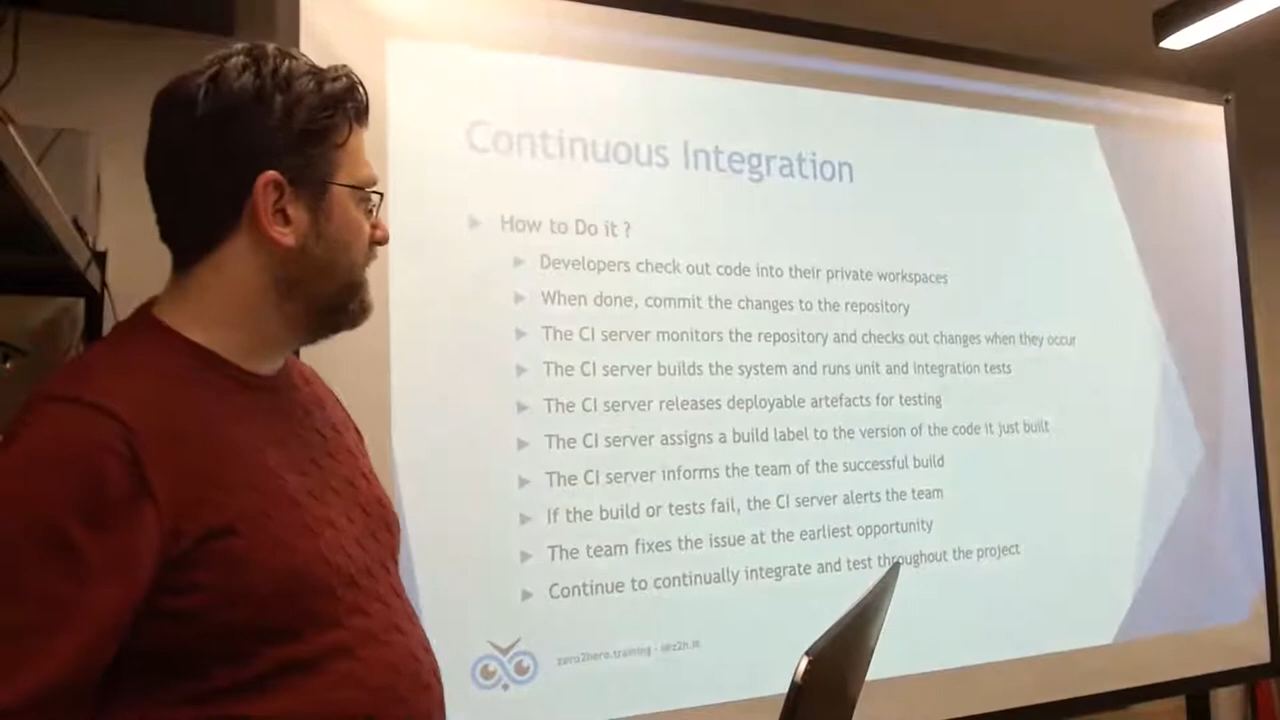 Continuous Integration
How to Do it ?
Developers check out code into their private workspaces
When done, commit the changes to the repository
The CI server monitors the repository and checks out changes when they occur
The CI server builds the system and runs unit and integration tests
The CI server releases deployable artefacts for testing
The CI server assigns a build label to the version of the code it just built
The CI server informs the team of the successful build
If the build or tests fail, the CI server alerts the team
The team fixes the issue at the earliest opportunity
Continue to continually integrate and test throughout the project
zero2hero.training -